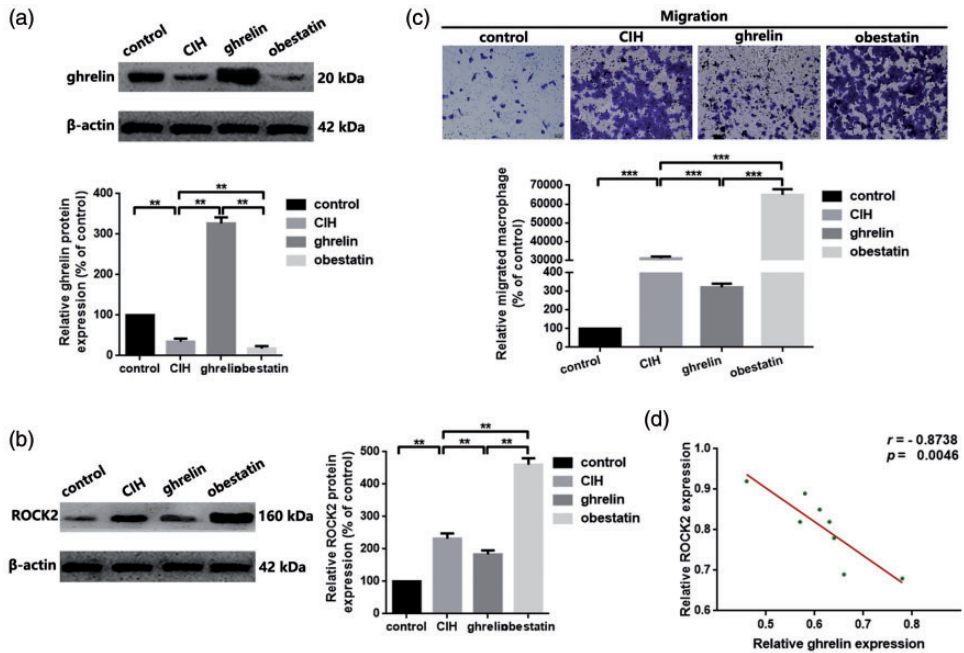 (a)
control CIH ghrelin obestatin
ghrelin 20 kDa
β-actin 42 kDa
Relative ghrelin protein
expression (% of control)
400
300
200
100
0
** ** **
**
control
CIH
ghrelin
obestatin
control CIH ghrelin obestatin
(b)
control CIH ghrelin obestatin
ROCK2 160 kDa
β-actin 42 kDa
Relative ROCK2 protein
expression (% of control)
500
400
300
200
100
0
** ** **
**
control
CIH
ghrelin
obestatin
control CIH ghrelin obestatin
(c)
Migration
control CIH ghrelin obestatin
Relative migrated macrophage
(% of control)
70000
60000
50000
40000
30000
400
300
200
100
0
***
*** *** ***
control
CIH
ghrelin
obestatin
control CIH ghrelin obestatin
(d)
r = - 0.8738
p = 0.0046
Relative ROCK2 expression
1.0
0.9
0.8
0.7
0.6
0.5 0.6 0.7 0.8
Relative ghrelin expression